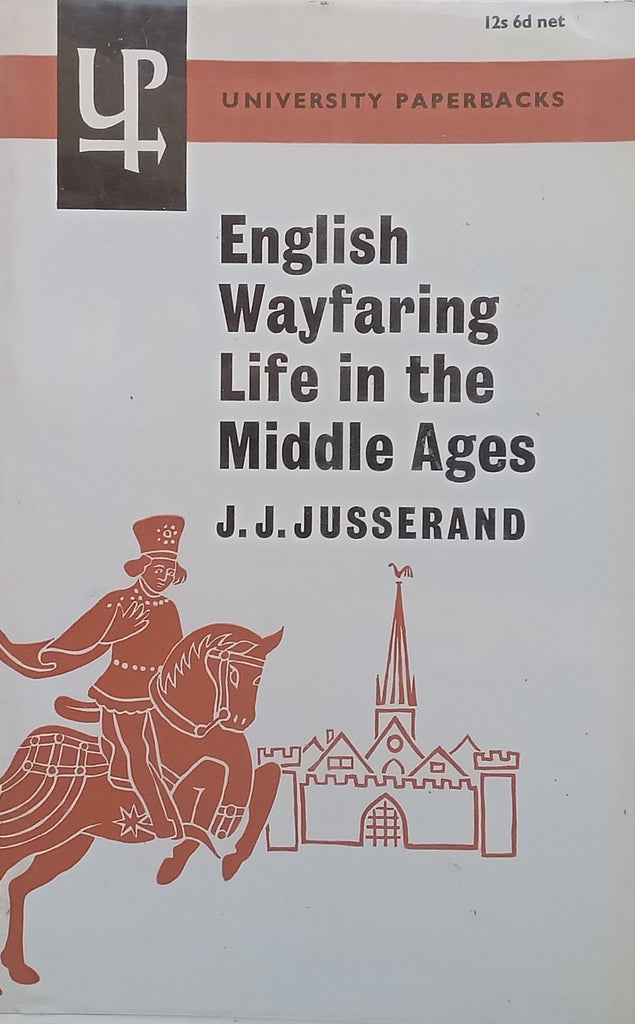 12s 6d net
UP
UNIVERSITY PAPERBACKS
English
Wayfaring
Life in the
Middle Ages
J. J. JUSSERAND